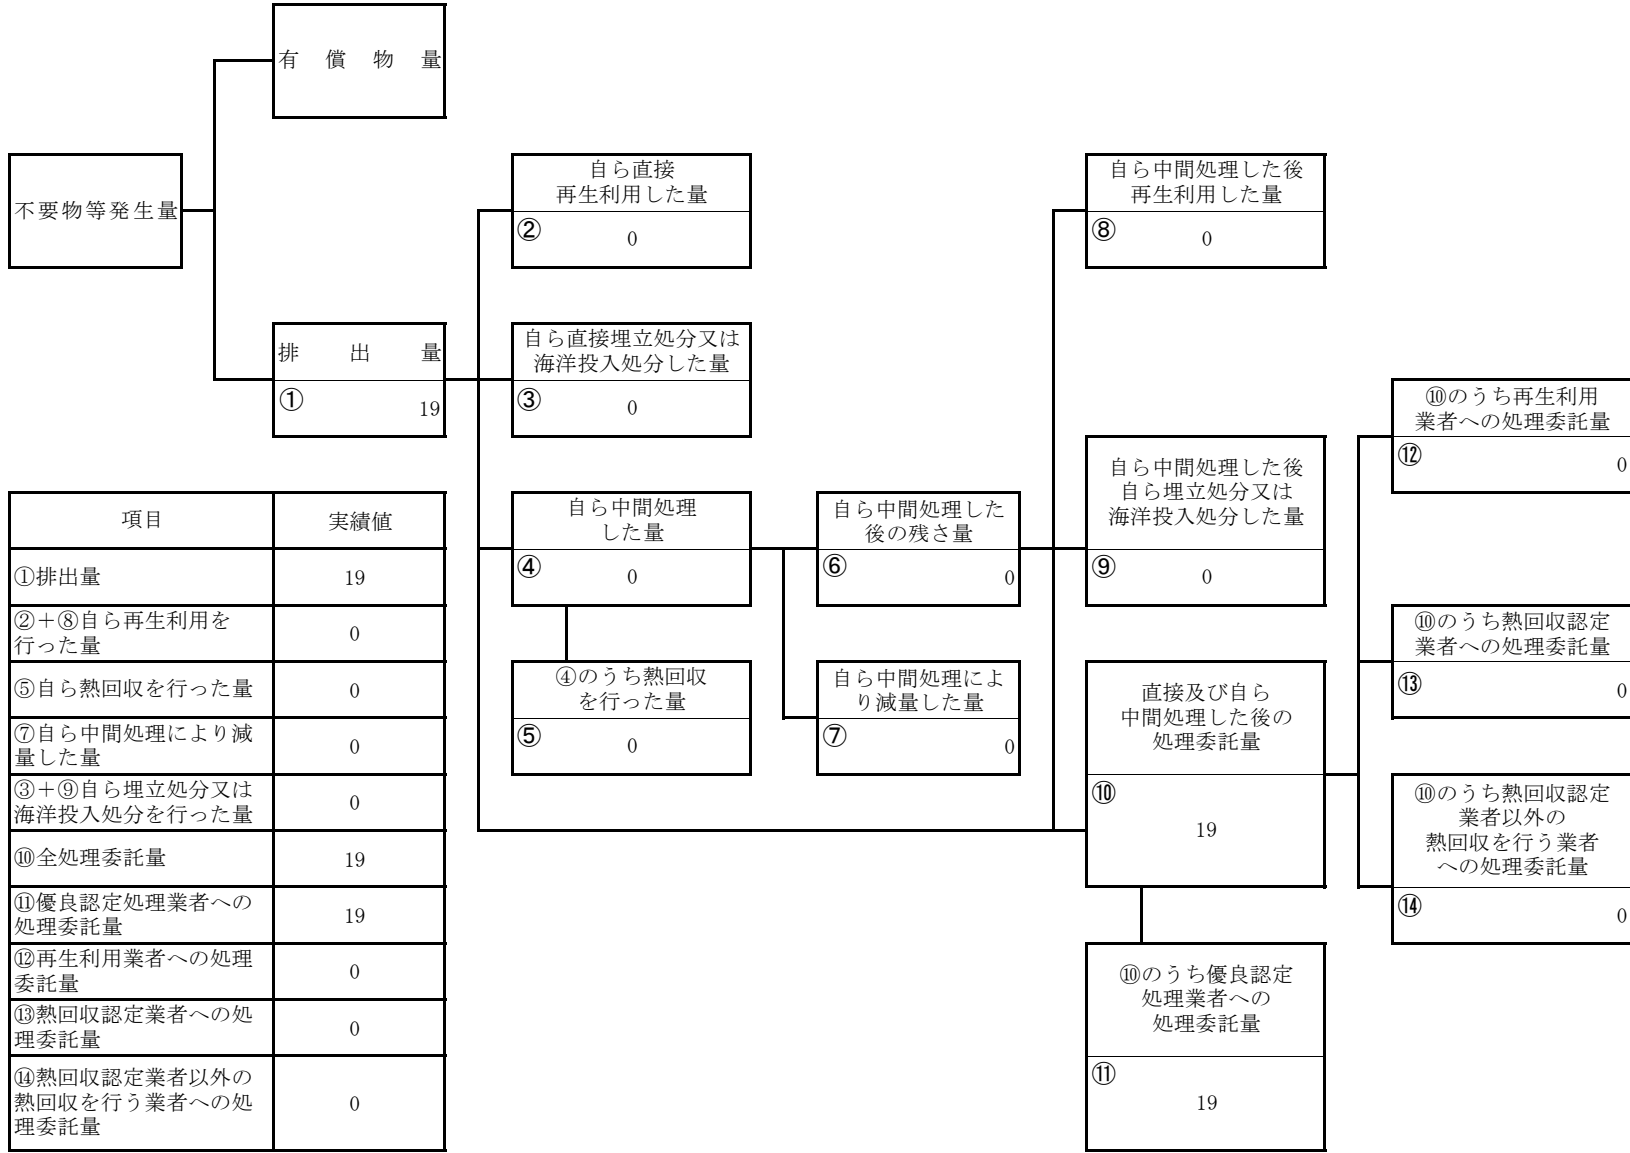 有償物量
不要物等発生量
排出量
①
19
自ら直接
再生利用した量
②
0
自ら直接埋立処分又は
海洋投入処分した量
③
0
自ら中間処理
した量
④
0
④のうち熱回収
を行った量
⑤
0
自ら中間処理した
後の残さ量
⑥
0
自ら中間処理によ
り減量した量
⑦
0
自ら中間処理した後
再生利用した量
⑧
0
自ら中間処理した後
自ら埋立処分又は
海洋投入処分した量
⑨
0
直接及び自ら
中間処理した後の
処理委託量
⑩
19
⑩のうち優良認定
処理業者への
処理委託量
⑪
19
⑩のうち再生利用
業者への処理委託量
⑫
0
⑩のうち熱回収認定
業者への処理委託量
⑬
0
⑩のうち熱回収認定
業者以外の
熱回収を行う業者
への処理委託量
⑭
0
項目 実績値
①排出量 19
②+⑧自ら再生利用を
行った量 0
⑤自ら熱回収を行った量 0
⑦自ら中間処理により減
量した量 0
③+⑨自ら埋立処分又は
海洋投入処分を行った量 0
⑩全処理委託量 19
⑪優良認定処理業者への
処理委託量 19
⑫再生利用業者への処理
委託量 0
⑬熱回収認定業者への処
理委託量 0
⑭熱回収認定業者以外の
熱回収を行う業者への処
理委託量 0